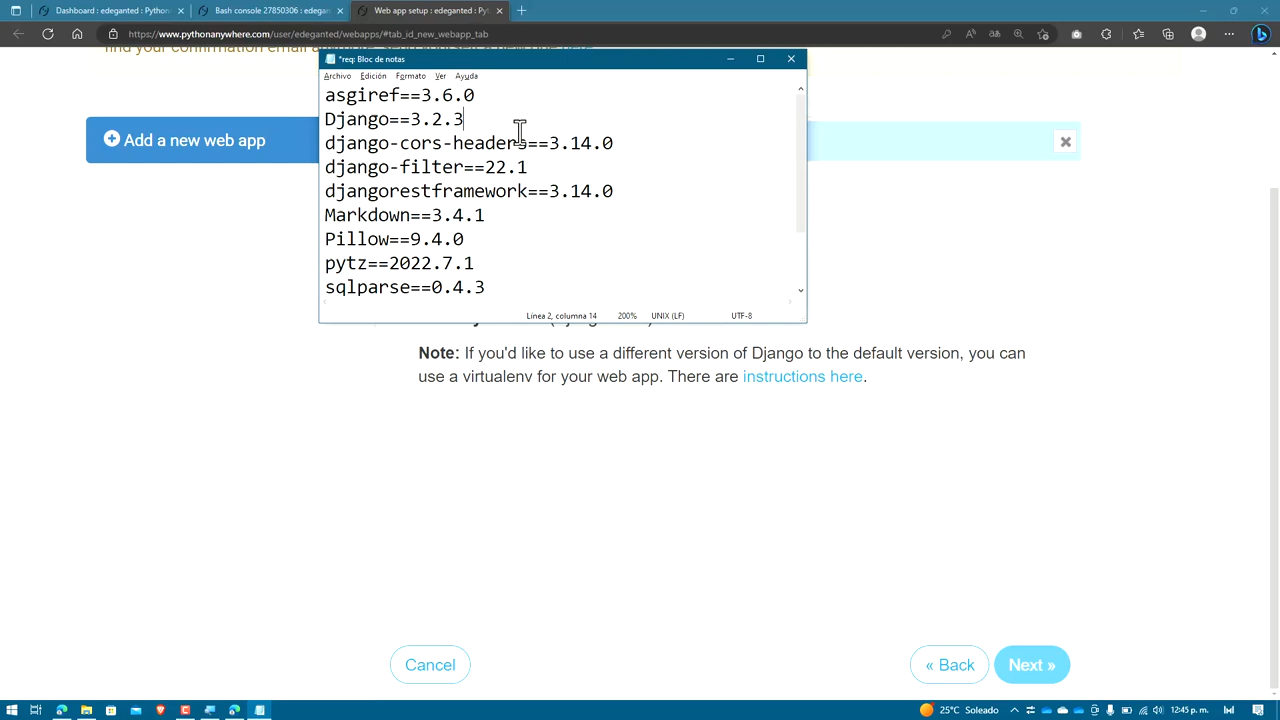 Dashboard : edeganted : Pytho
Bash console 27850306 : edegan
Web app setup : edeganted : Pyt
https://www.pythonanywhere.com/user/edeganted/webapps/#tab_id_new_webapp_tab
*req: Bloc de notas
Archivo Edición Formato Ver Ayuda
asgiref==3.6.0
Django==3.2.3
django-cors-headers==3.14.0
django-filter==22.1
djangorestframework==3.14.0
Markdown==3.4.1
Pillow==9.4.0
pytz==2022.7.1
sqlparse==0.4.3
Línea 2, columna 14 200% UNIX (LF) UTF-8
Add a new web app
Note: If you'd like to use a different version of Django to the default version, you can
use a virtualenv for your web app. There are instructions here.
Cancel
« Back
Next »
25°C Soleado
12:45 p. m.